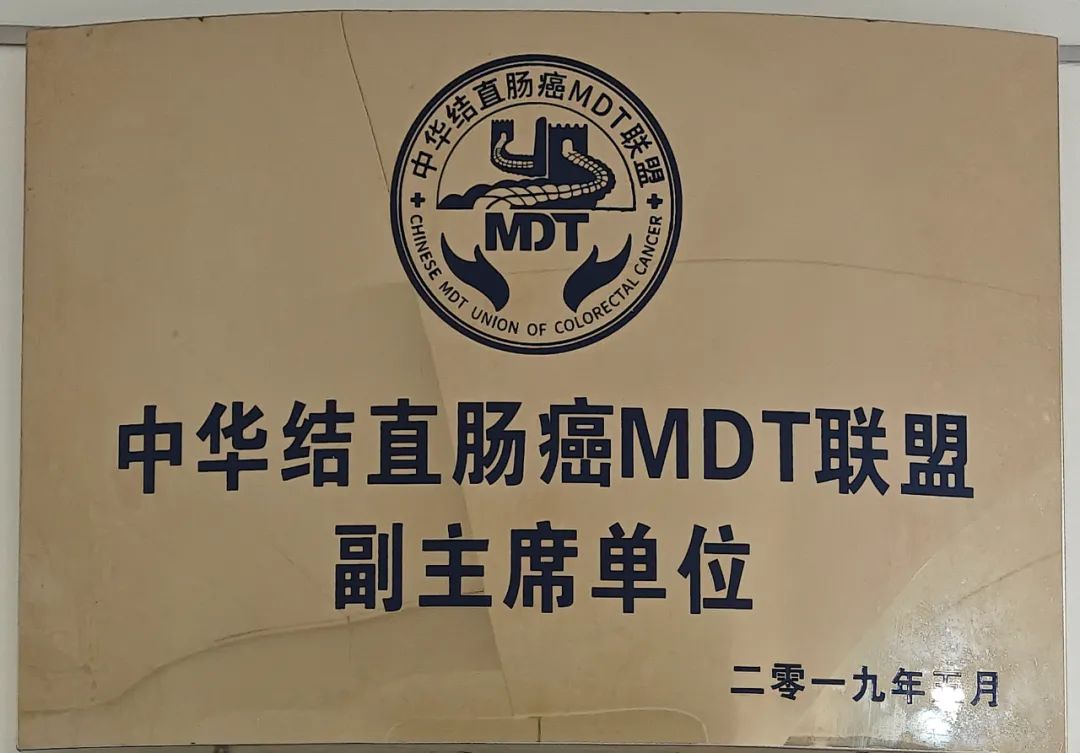 中华结直肠癌MDT联盟
MDT
CHINESE MDT UNION OF COLORECTAL CANCER
中华结直肠癌MDT联盟
副主席单位
二零一九年 月